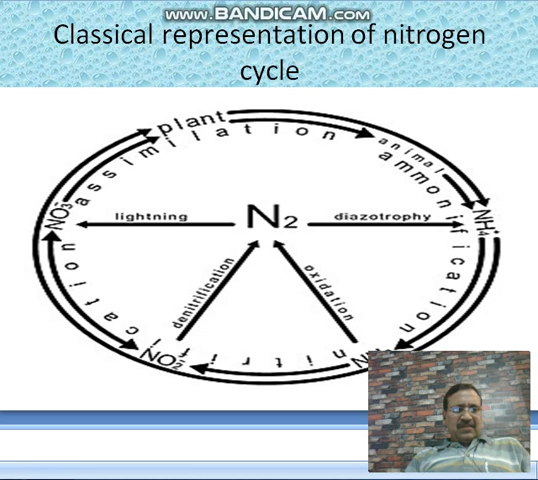 www.BANDICAM.com
Classical representation of nitrogen
cycle
plant
assimilation
animal
ammonification
NO3-
lightning
N2
diazotrophy
NH4+
denitrification
oxidation
nitrification
NO2-
N